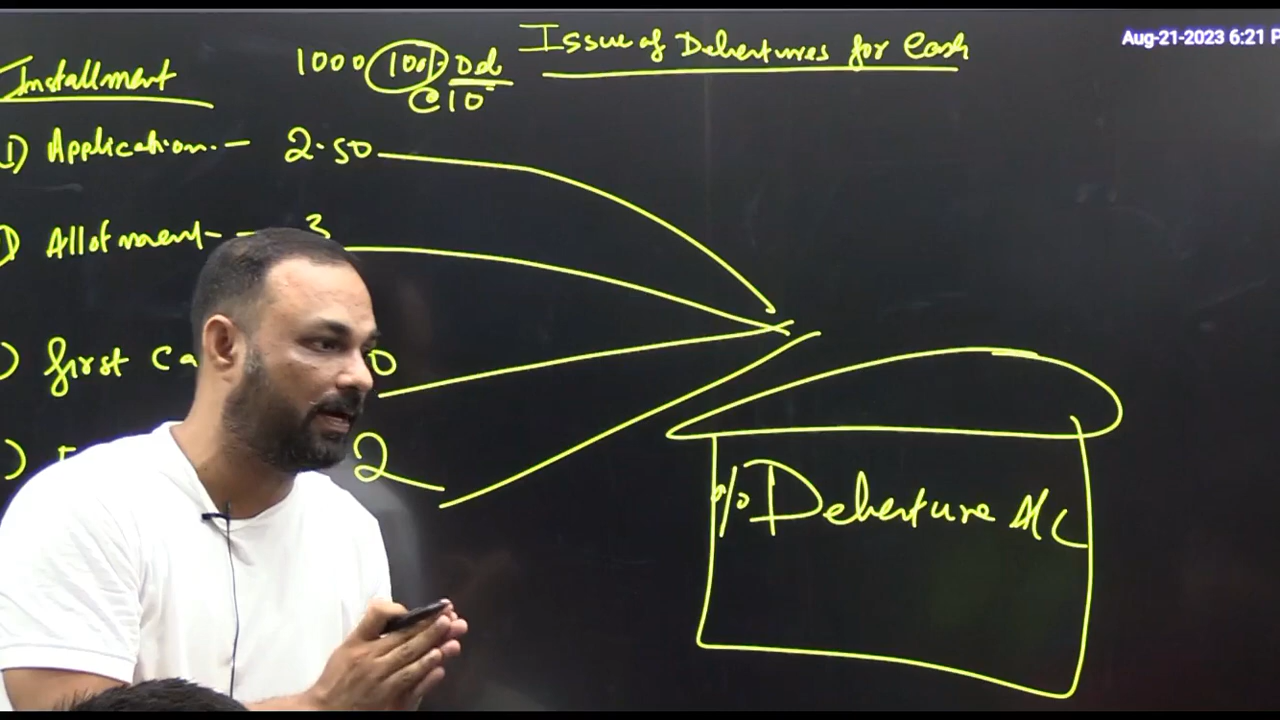 Aug-21-2023 6:21 P
Issue of Debentures for Cash
Installment
1000 10% Deb
@10
1) Application - 2.50
) Allotment - 3
) first Ca 0
) 2
% Debenture A/c